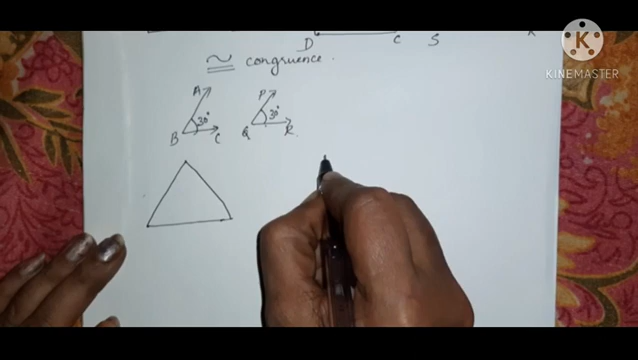 D C S
≅ congruence.
A P
30° 30°
B C Q R
KINEMASTER